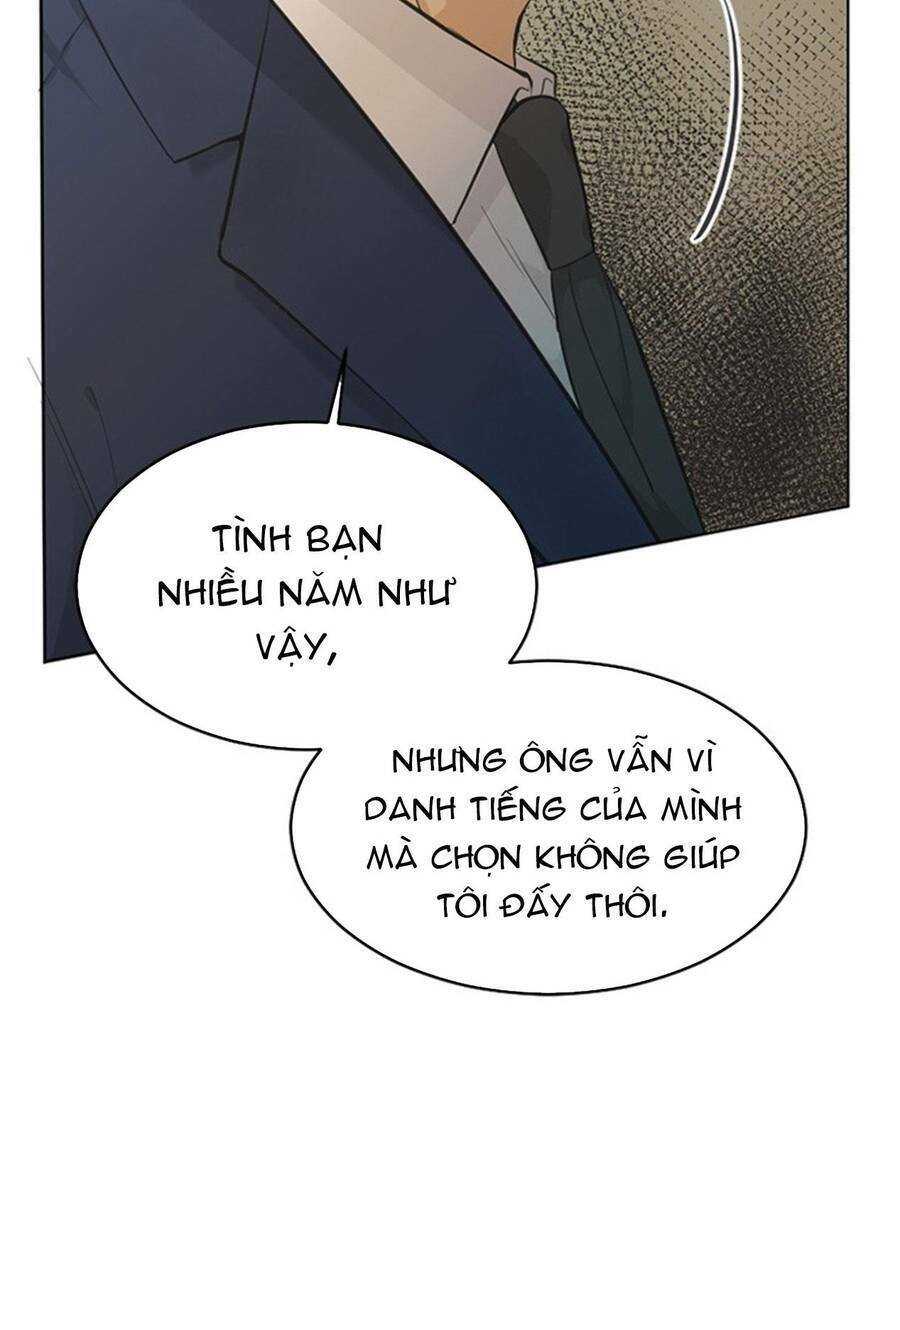 TÌNH BẠN
NHIỀU NĂM NHƯ
VẬY,
NHƯNG ÔNG VẪN VÌ
DANH TIẾNG CỦA MÌNH
MÀ CHỌN KHÔNG GIÚP
TÔI ĐẤY THÔI.